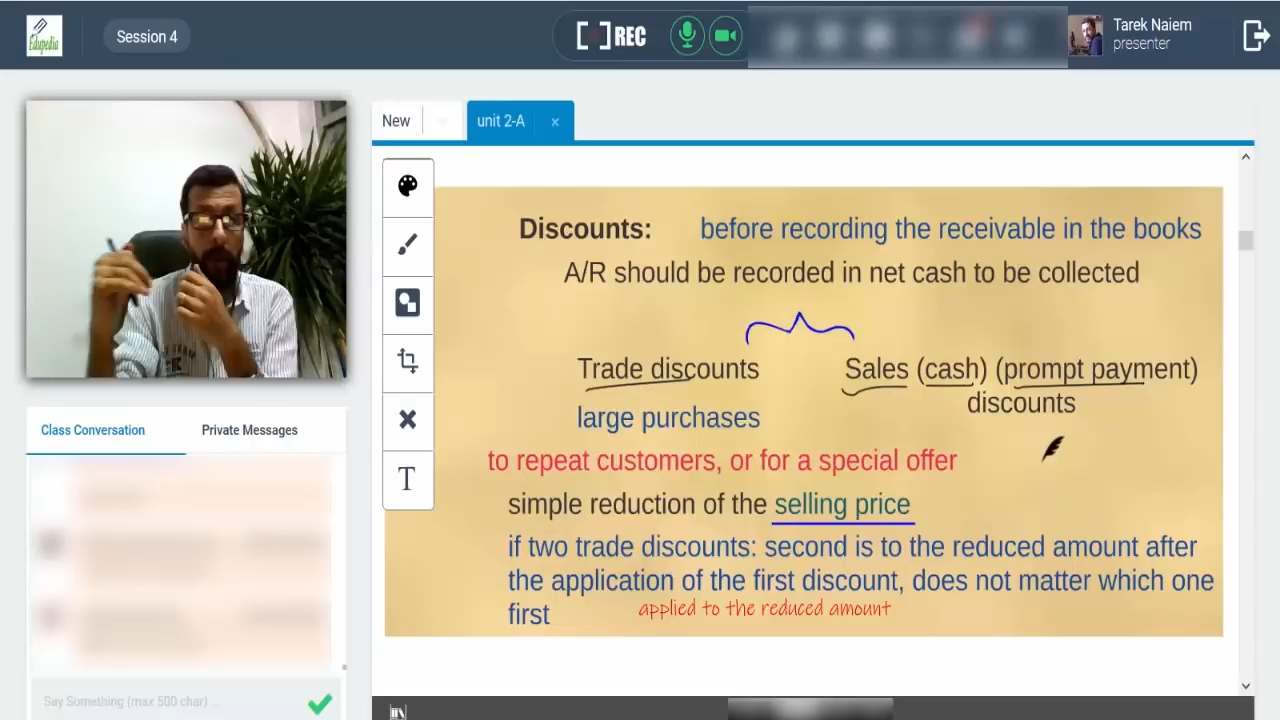 Edupedia
Session 4
[ ] REC
Tarek Naiem
presenter
New
unit 2-A
Discounts: before recording the receivable in the books
A/R should be recorded in net cash to be collected
Trade discounts
Sales (cash) (prompt payment)
discounts
large purchases
to repeat customers, or for a special offer
simple reduction of the selling price
if two trade discounts: second is to the reduced amount after
the application of the first discount, does not matter which one
first
applied to the reduced amount
T
Class Conversation
Private Messages
Say Something (max 500 char) ...